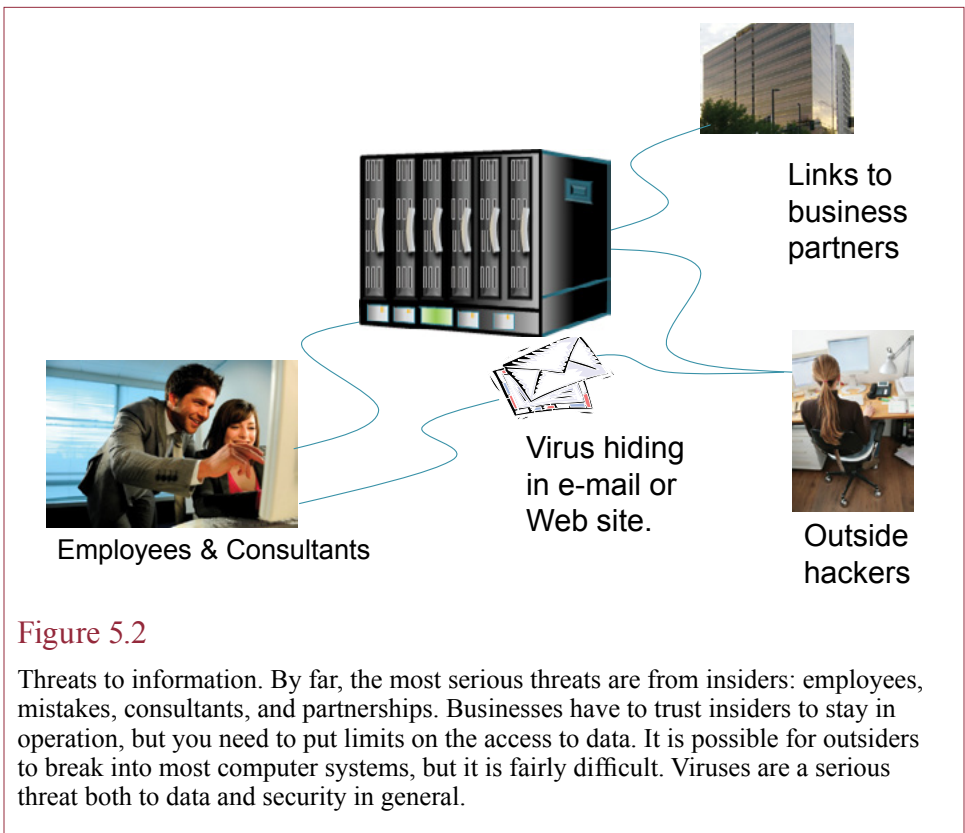 Links to
business
partners
Virus hiding
in e-mail or
Web site.
Employees & Consultants
Outside
hackers
Figure 5.2
Threats to information. By far, the most serious threats are from insiders: employees,
mistakes, consultants, and partnerships. Businesses have to trust insiders to stay in
operation, but you need to put limits on the access to data. It is possible for outsiders
to break into most computer systems, but it is fairly difficult. Viruses are a serious
threat both to data and security in general.